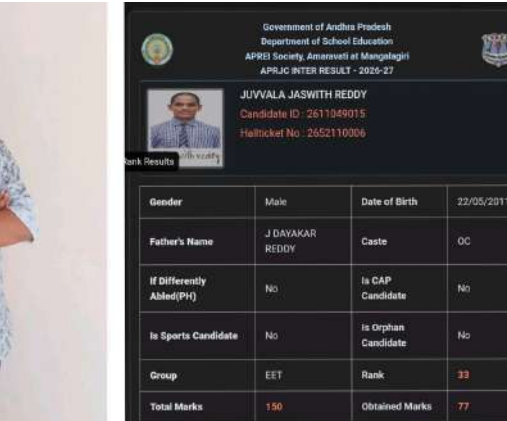 Government of Andhra Pradesh
Department of School Education
APREI Society, Amaravati at Mangalagiri
APRJC INTER RESULT - 2026-27
JUVVALA JASWITH REDDY
Candidate ID : 2611049015
Hallticket No : 2652110006
Rank Results
Gender Male Date of Birth 22/05/2011
Father's Name J DAYAKAR REDDY Caste OC
If Differently Abled(PH) No Is CAP Candidate No
Is Sports Candidate No Is Orphan Candidate No
Group EET Rank 33
Total Marks 150 Obtained Marks 77